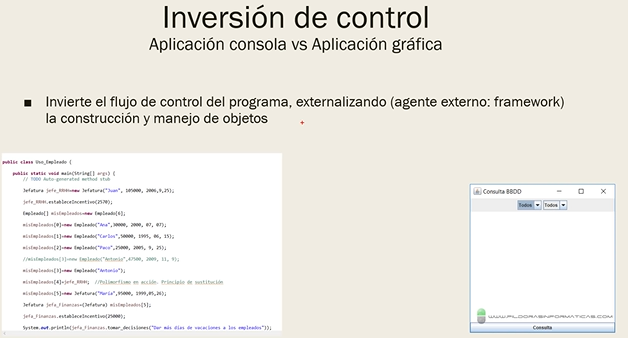 Inversión de control
Aplicación consola vs Aplicación gráfica
■ Invierte el flujo de control del programa, externalizando (agente externo: framework)
la construcción y manejo de objetos
public class Uso_Empleado {
public static void main(String[] args) {
// TODO Auto-generated method stub
Jefatura jefe_RRHH=new Jefatura("Juan", 105000, 2006,9,25);
jefe_RRHH.estableceIncentivo(2570);
Empleado[] misEmpleados=new Empleado[6];
misEmpleados[0]=new Empleado("Ana",30000, 2000, 07, 07);
misEmpleados[1]=new Empleado("Carlos",50000, 1995, 06, 15);
misEmpleados[2]=new Empleado("Paco",25000, 2005, 9, 25);
//misEmpleados[3]=new Empleado("Antonio",47500, 2009, 11, 9);
misEmpleados[3]=new Empleado("Antonio");
misEmpleados[4]=jefe_RRHH; //Polimorfismo en acción. Principio de sustitución
misEmpleados[5]=new Jefatura("María",95000, 1999,05,26);
Jefatura jefa_Finanzas=(Jefatura) misEmpleados[5];
jefa_Finanzas.estableceIncentivo(25000);
System.out.println(jefa_Finanzas.tomar_decisiones("Dar más días de vacaciones a los empleados"));
Consulta BBDD
Todos Todos
WWW.PILDORASINFORMATICAS.COM
Consulta